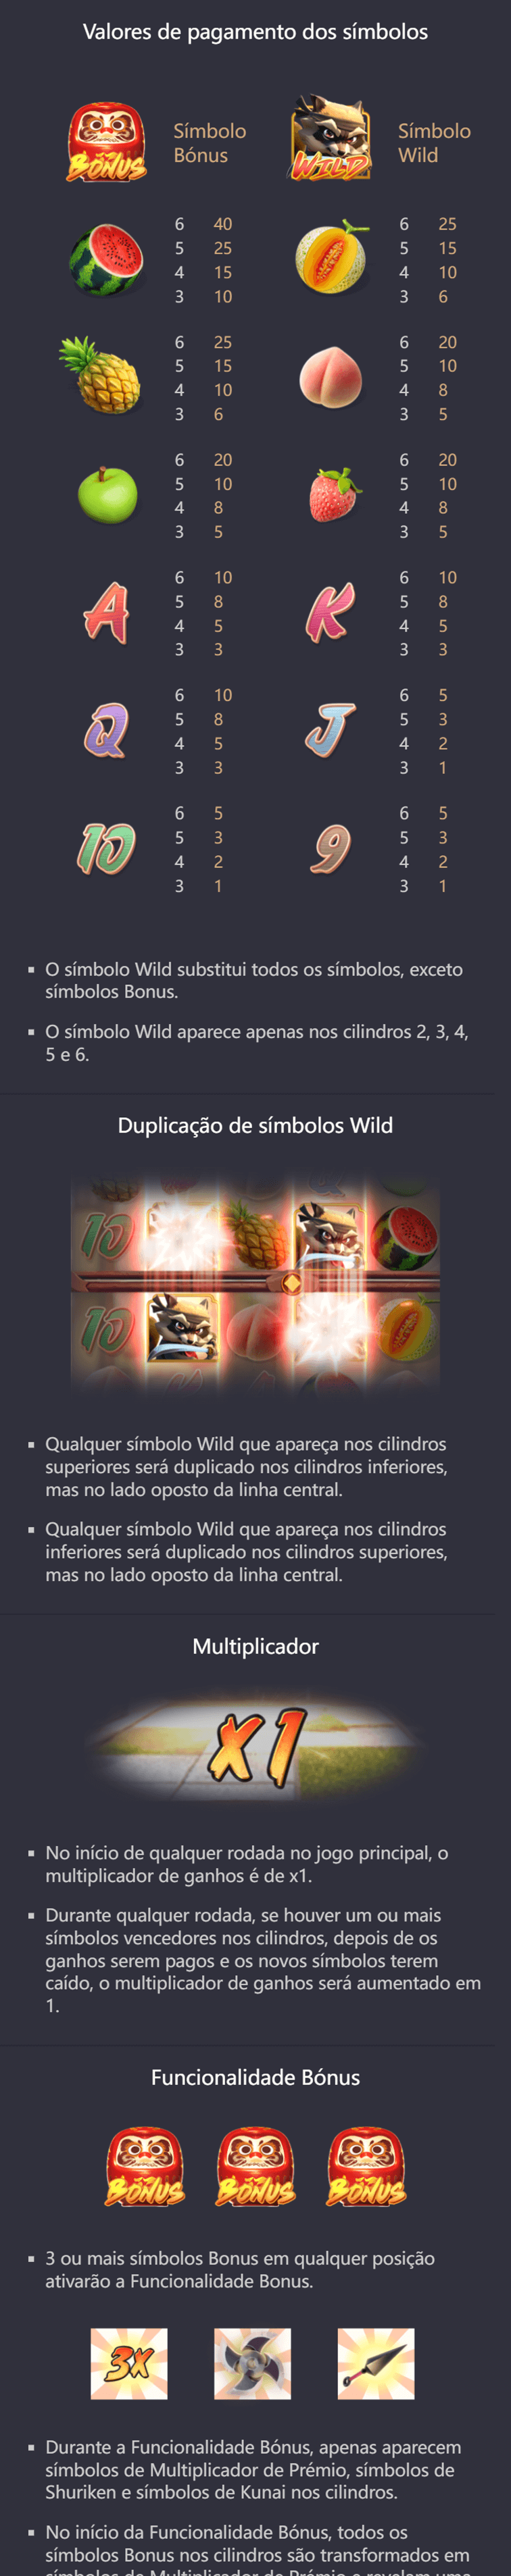 Valores de pagamento dos símbolos
BÓNUS
Símbolo
Bónus
WILD
Símbolo
Wild
6 40
5 25
4 15
3 10
6 25
5 15
4 10
3 6
6 25
5 15
4 10
3 6
6 20
5 10
4 8
3 5
6 20
5 10
4 8
3 5
6 20
5 10
4 8
3 5
A
6 10
5 8
4 5
3 3
K
6 10
5 8
4 5
3 3
Q
6 10
5 8
4 5
3 3
J
6 5
5 3
4 2
3 1
10
6 5
5 3
4 2
3 1
9
6 5
5 3
4 2
3 1
▪ O símbolo Wild substitui todos os símbolos, exceto
símbolos Bonus.
▪ O símbolo Wild aparece apenas nos cilindros 2, 3, 4,
5 e 6.
Duplicação de símbolos Wild
10
10
▪ Qualquer símbolo Wild que apareça nos cilindros
superiores será duplicado nos cilindros inferiores,
mas no lado oposto da linha central.
▪ Qualquer símbolo Wild que apareça nos cilindros
inferiores será duplicado nos cilindros superiores,
mas no lado oposto da linha central.
Multiplicador
x1
▪ No início de qualquer rodada no jogo principal, o
multiplicador de ganhos é de x1.
▪ Durante qualquer rodada, se houver um ou mais
símbolos vencedores nos cilindros, depois de os
ganhos serem pagos e os novos símbolos terem
caído, o multiplicador de ganhos será aumentado em
1.
Funcionalidade Bónus
BÓNUS BÓNUS BÓNUS
▪ 3 ou mais símbolos Bonus em qualquer posição
ativarão a Funcionalidade Bonus.
3X
▪ Durante a Funcionalidade Bónus, apenas aparecem
símbolos de Multiplicador de Prémio, símbolos de
Shuriken e símbolos de Kunai nos cilindros.
▪ No início da Funcionalidade Bónus, todos os
símbolos Bonus nos cilindros são transformados em
símbolos de Multiplicador de Prémio e revelam uma